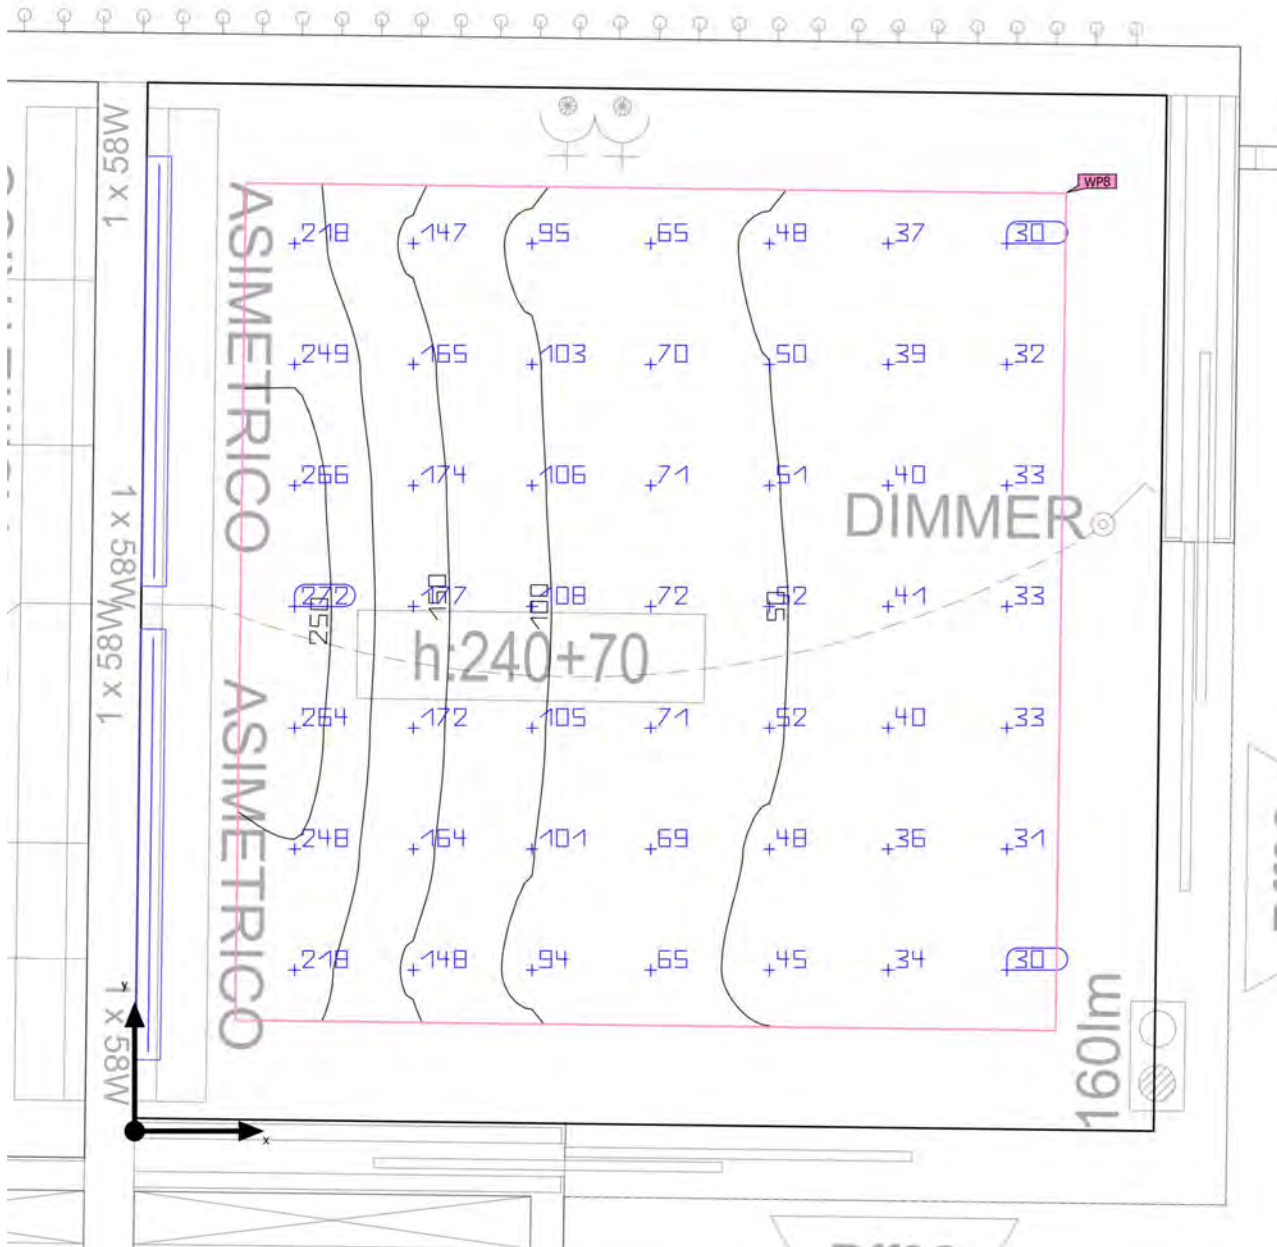 1 x 58W
WP8
ASIMETRICO
218 147 95 65 48 37 30
249 165 103 70 50 39 32
266 174 106 71 51 40 33
1 x 58W
DIMMER
272 177 108 72 52 41 33
250 150 100 50
1 x 58W
h:240+70
ASIMETRICO
264 172 105 71 52 40 33
248 164 101 69 48 36 31
218 148 94 65 45 34 30
1 x 58W
160lm
y
x